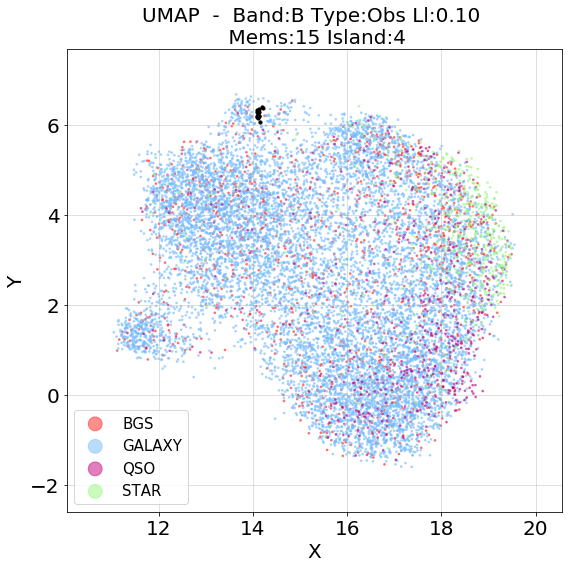 UMAP  -  Band:B Type:Obs Ll:0.10
Mems:15 Island:4
Y
6
4
2
0
−2
BGS
GALAXY
QSO
STAR
12
14
16
18
20
X